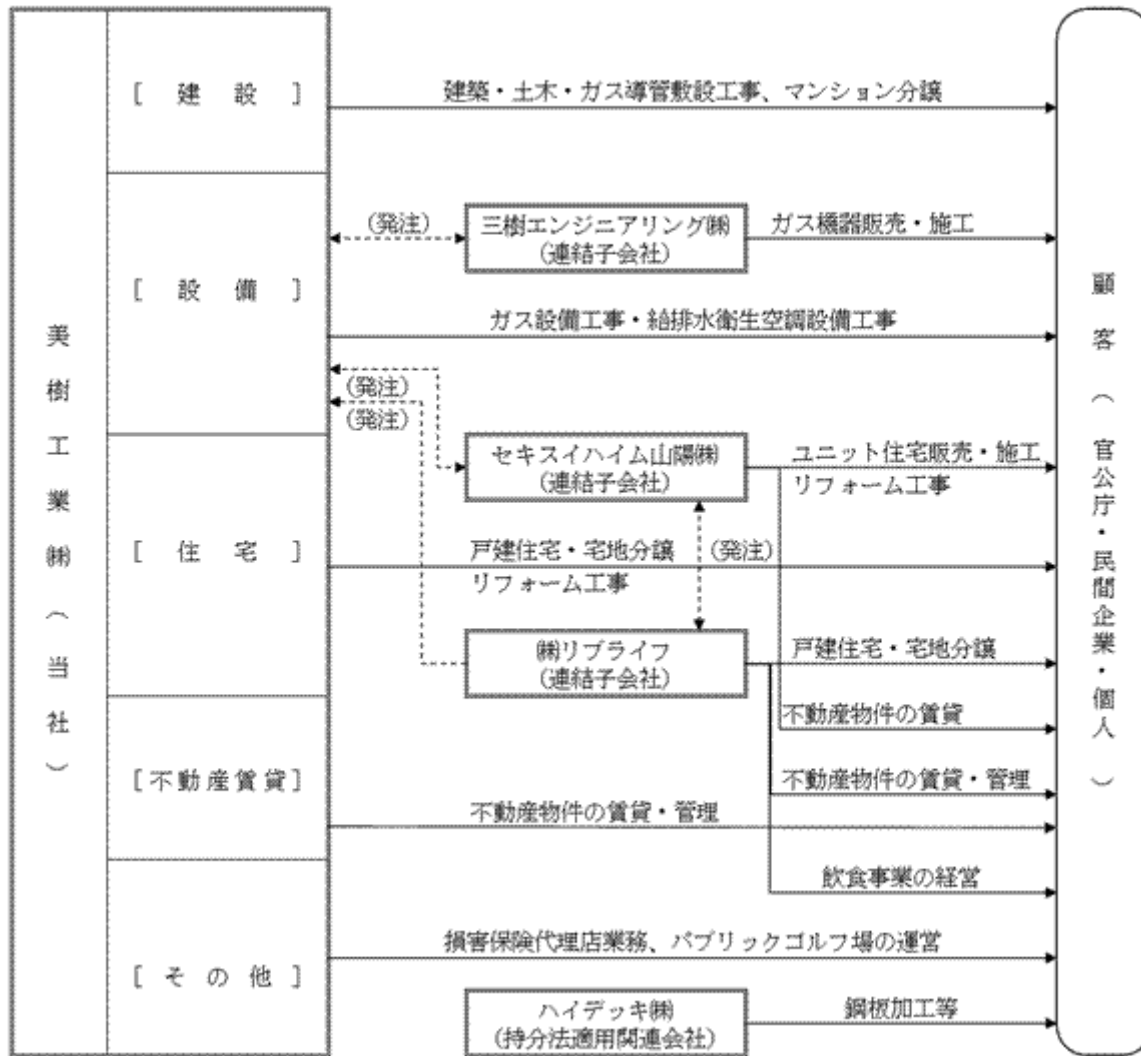 美樹工業㈱(当社)
[建設]
建築・土木・ガス導管敷設工事、マンション分譲
[設備]
(発注)
三樹エンジニアリング㈱
(連結子会社)
ガス機器販売・施工
ガス設備工事・給排水衛生空調設備工事
(発注)
(発注)
セキスイハイム山陽㈱
(連結子会社)
ユニット住宅販売・施工
リフォーム工事
[住宅]
戸建住宅・宅地分譲
リフォーム工事
(発注)
㈱リブライフ
(連結子会社)
戸建住宅・宅地分譲
不動産物件の賃貸
[不動産賃貸]
不動産物件の賃貸・管理
不動産物件の賃貸・管理
飲食事業の経営
[その他]
損害保険代理店業務、パブリックゴルフ場の運営
ハイデッキ㈱
(持分法適用関連会社)
鋼板加工等
顧客(官公庁・民間企業・個人)